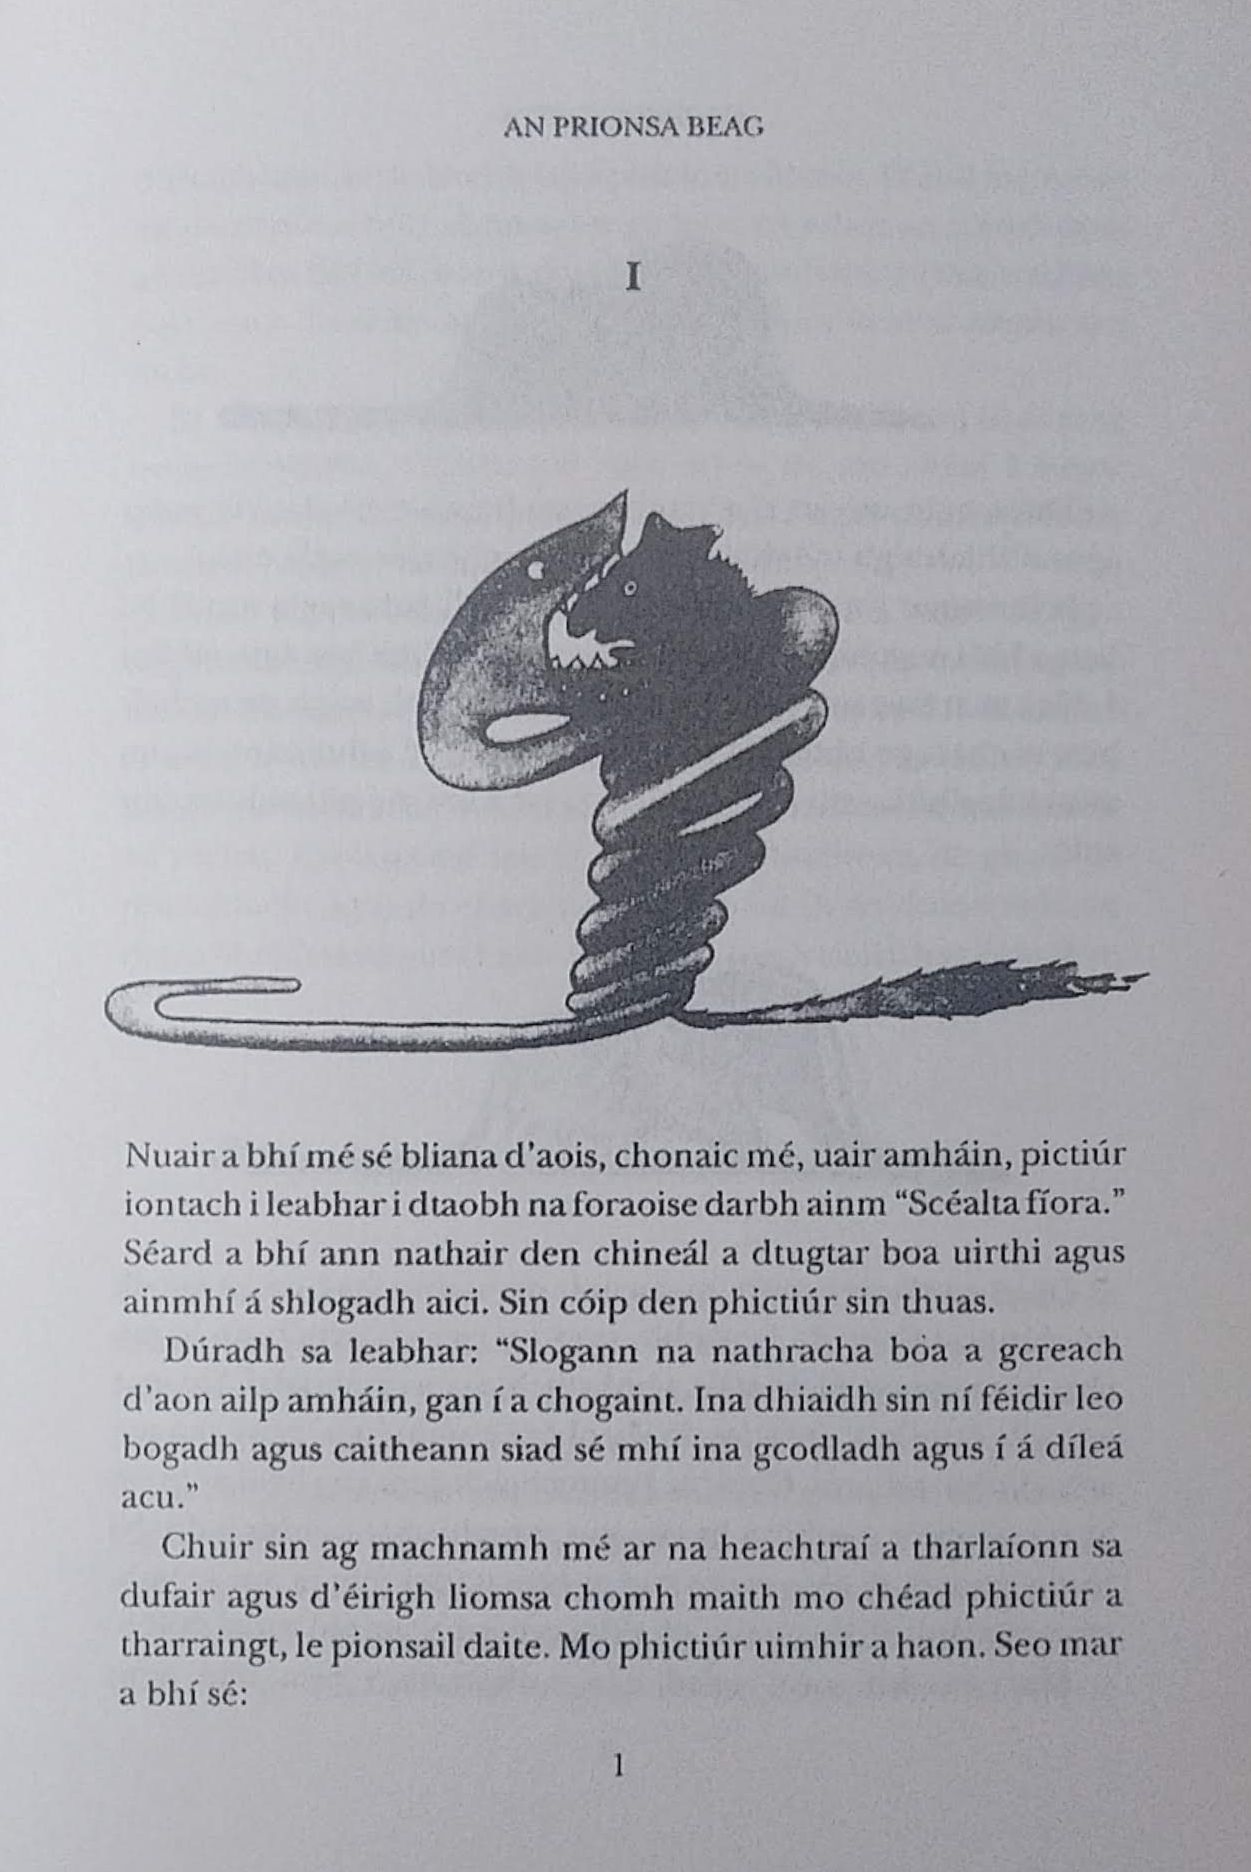 AN PRIONSA BEAG
I
Nuair a bhí mé sé bliana d'aois, chonaic mé, uair amháin, pictiúr
iontach i leabhar i dtaobh na foraoise darbh ainm “Scéalta fíora.”
Séard a bhí ann nathair den chineál a dtugtar boa uirthi agus
ainmhí á shlogadh aici. Sin cóip den phictiúr sin thuas.
Dúradh sa leabhar: “Slogann na nathracha boa a gcreach
d'aon ailp amháin, gan í a chogaint. Ina dhiaidh sin ní féidir leo
bogadh agus caitheann siad sé mhí ina gcodladh agus í á díleá
acu.”
Chuir sin ag machnamh mé ar na heachtraí a tharlaíonn sa
dufair agus d'éirigh liomsa chomh maith mo chéad phictiúr a
tharraingt, le pionsail daite. Mo phictiúr uimhir a haon. Seo mar
a bhí sé:
1